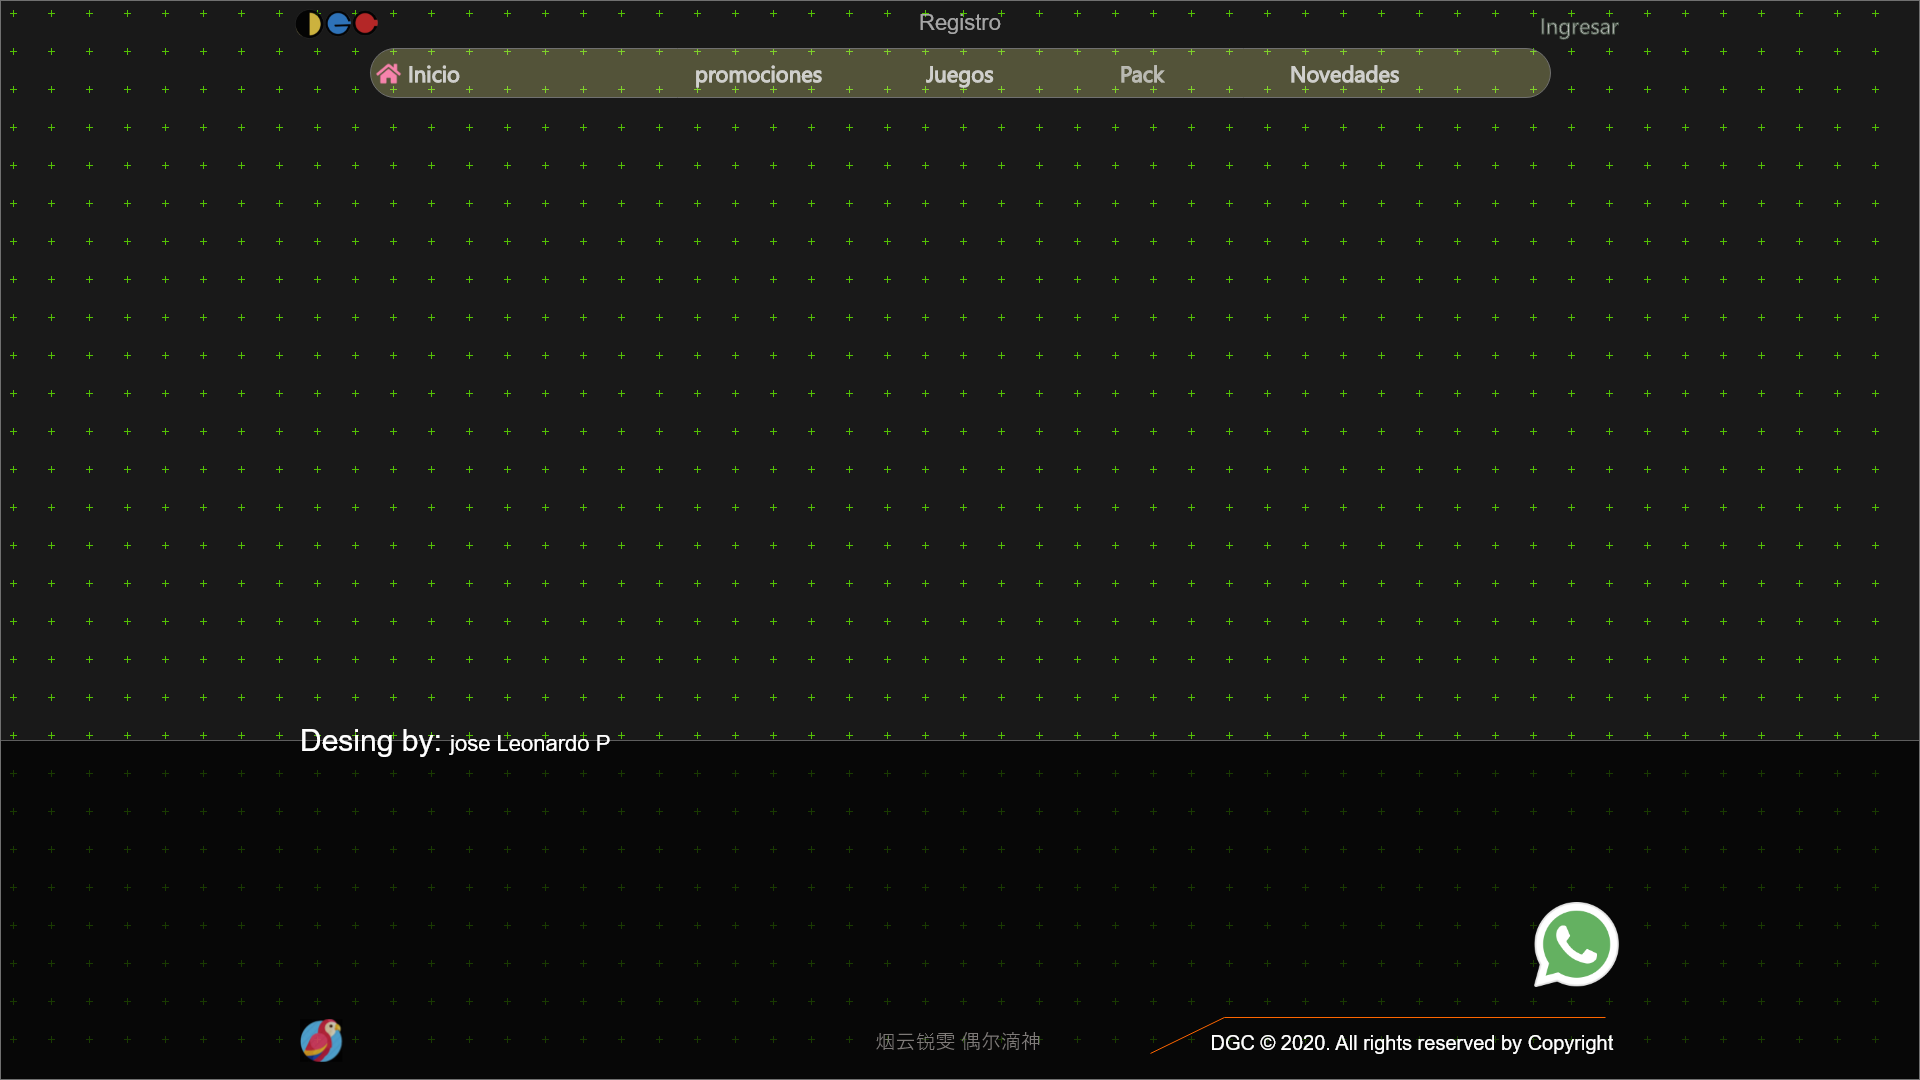 Registro
Ingresar
Inicio promociones Juegos Pack Novedades
Desing by: jose Leonardo P
烟云锐雯 偶尔滴神
DGC © 2020. All rights reserved by Copyright